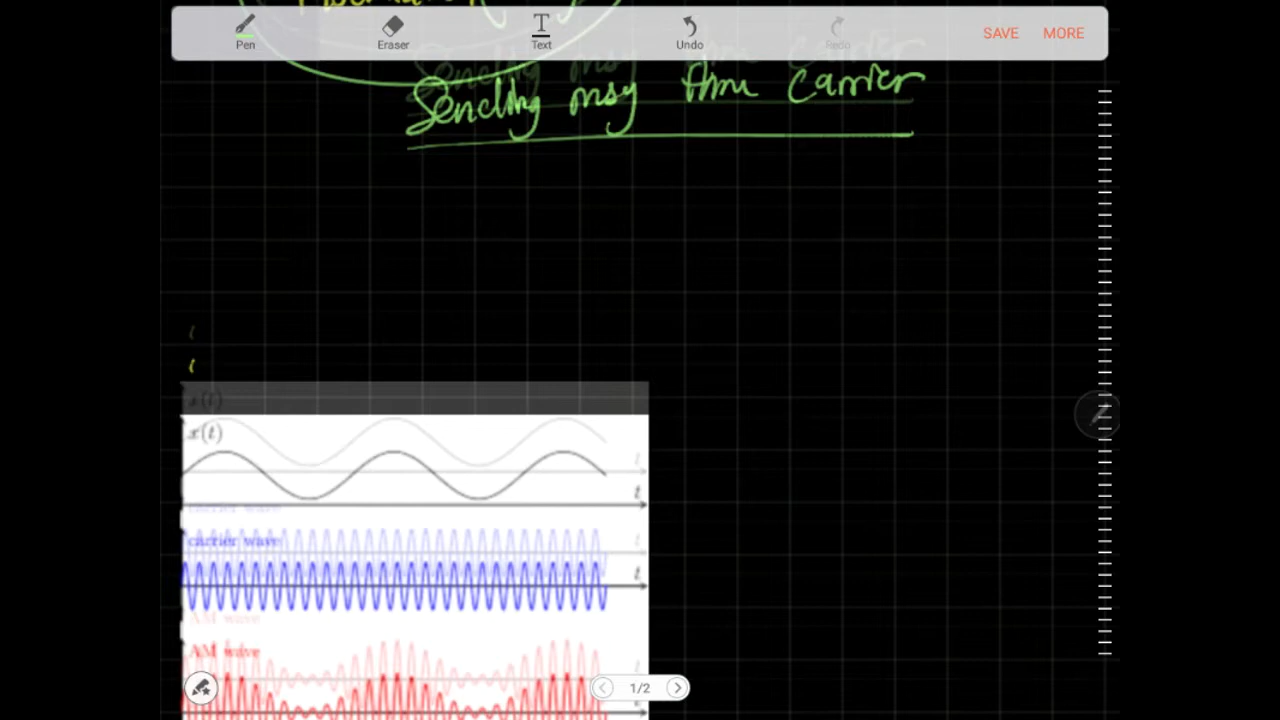 Pen Eraser Text Undo Redo SAVE MORE
Sending msg thru Carrier
x(t)
t
carrier wave
t
AM wave
1/2